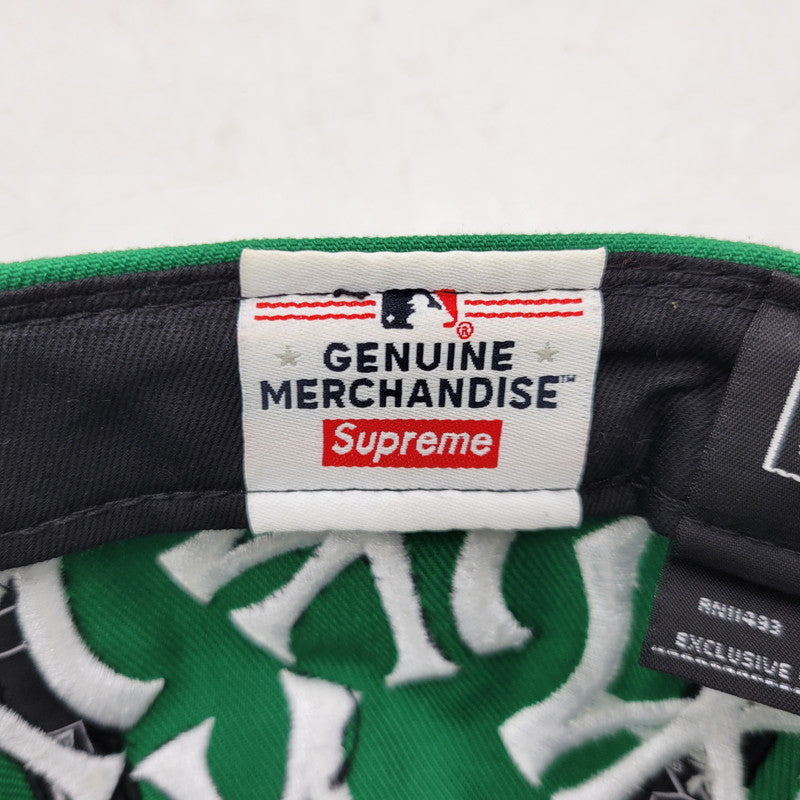 ®
GENUINE
MERCHANDISE™
Supreme
RN11493
EXCLUSIVE